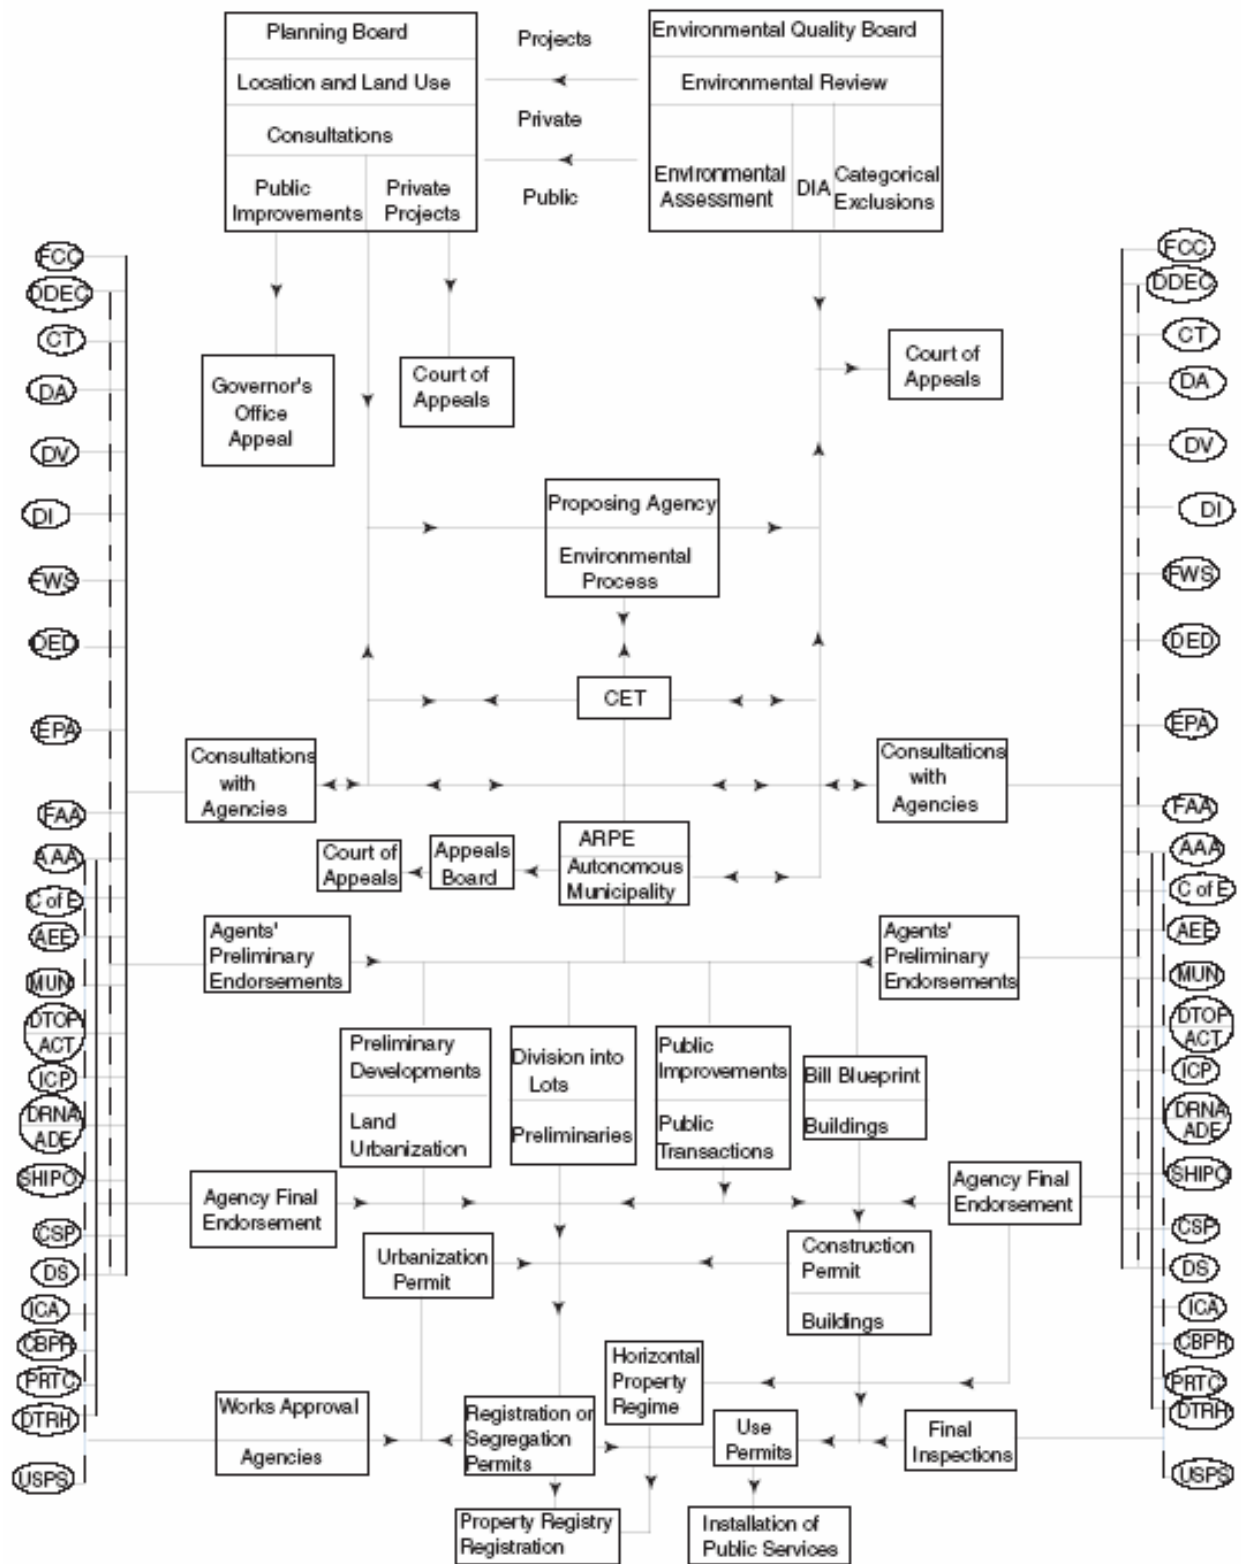 Planning Board
Location and Land Use
Consultations
Public
Improvements
Private
Projects
Projects
Private
Public
Environmental Quality Board
Environmental Review
Environmental
Assessment
DIA
Categorical
Exclusions
Governor's
Office
Appeal
Court of
Appeals
Court of
Appeals
Proposing Agency
Environmental
Process
CET
Consultations
with
Agencies
Consultations
with
Agencies
Court of
Appeals
Appeals
Board
ARPE
Autonomous
Municipality
Agents'
Preliminary
Endorsements
Agents'
Preliminary
Endorsements
Preliminary
Developments
Land
Urbanization
Division into
Lots
Preliminaries
Public
Improvements
Public
Transactions
Bill Blueprint
Buildings
Agency Final
Endorsement
Agency Final
Endorsement
Urbanization
Permit
Construction
Permit
Buildings
Horizontal
Property
Regime
Works Approval
Agencies
Registration or
Segregation
Permits
Use
Permits
Final
Inspections
Property Registry
Registration
Installation of
Public Services
FCC
DDEC
CT
DA
DV
DI
FWS
DED
EPA
FAA
AAA
C of E
AEE
MUN
DTOP
ACT
ICP
DRNA
ADE
SHIPO
CSP
DS
ICA
CBPR
PRTC
DTRH
USPS
FCC
DDEC
CT
DA
DV
DI
FWS
DED
EPA
FAA
AAA
C of E
AEE
MUN
DTOP
ACT
ICP
DRNA
ADE
SHIPO
CSP
DS
ICA
CBPR
PRTC
DTRH
USPS